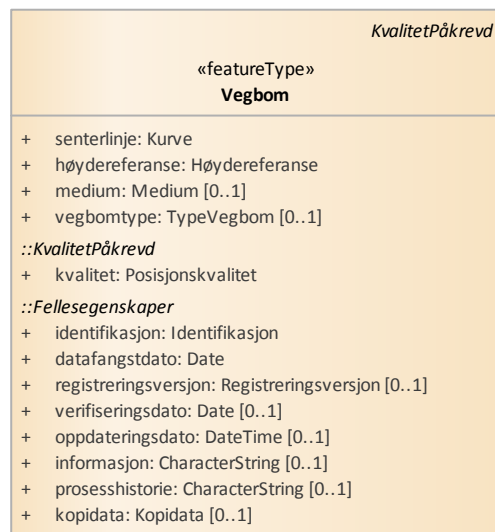 KvalitetPåkrevd
«featureType»
Vegbom
+ senterlinje: Kurve
+ høydereferanse: Høydereferanse
+ medium: Medium [0..1]
+ vegbomtype: TypeVegbom [0..1]
::KvalitetPåkrevd
+ kvalitet: Posisjonskvalitet
::Fellesegenskaper
+ identifikasjon: Identifikasjon
+ datafangstdato: Date
+ registreringsversjon: Registreringsversjon [0..1]
+ verifiseringsdato: Date [0..1]
+ oppdateringsdato: DateTime [0..1]
+ informasjon: CharacterString [0..1]
+ prosesshistorie: CharacterString [0..1]
+ kopidata: Kopidata [0..1]